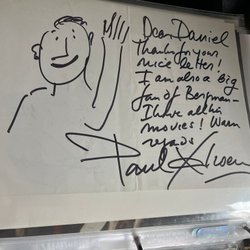 Dear Daniel
Thanks for your
nice letter!
I am also a big
fan of Bergman-
I have all his
movies! Warm
regards
Paul